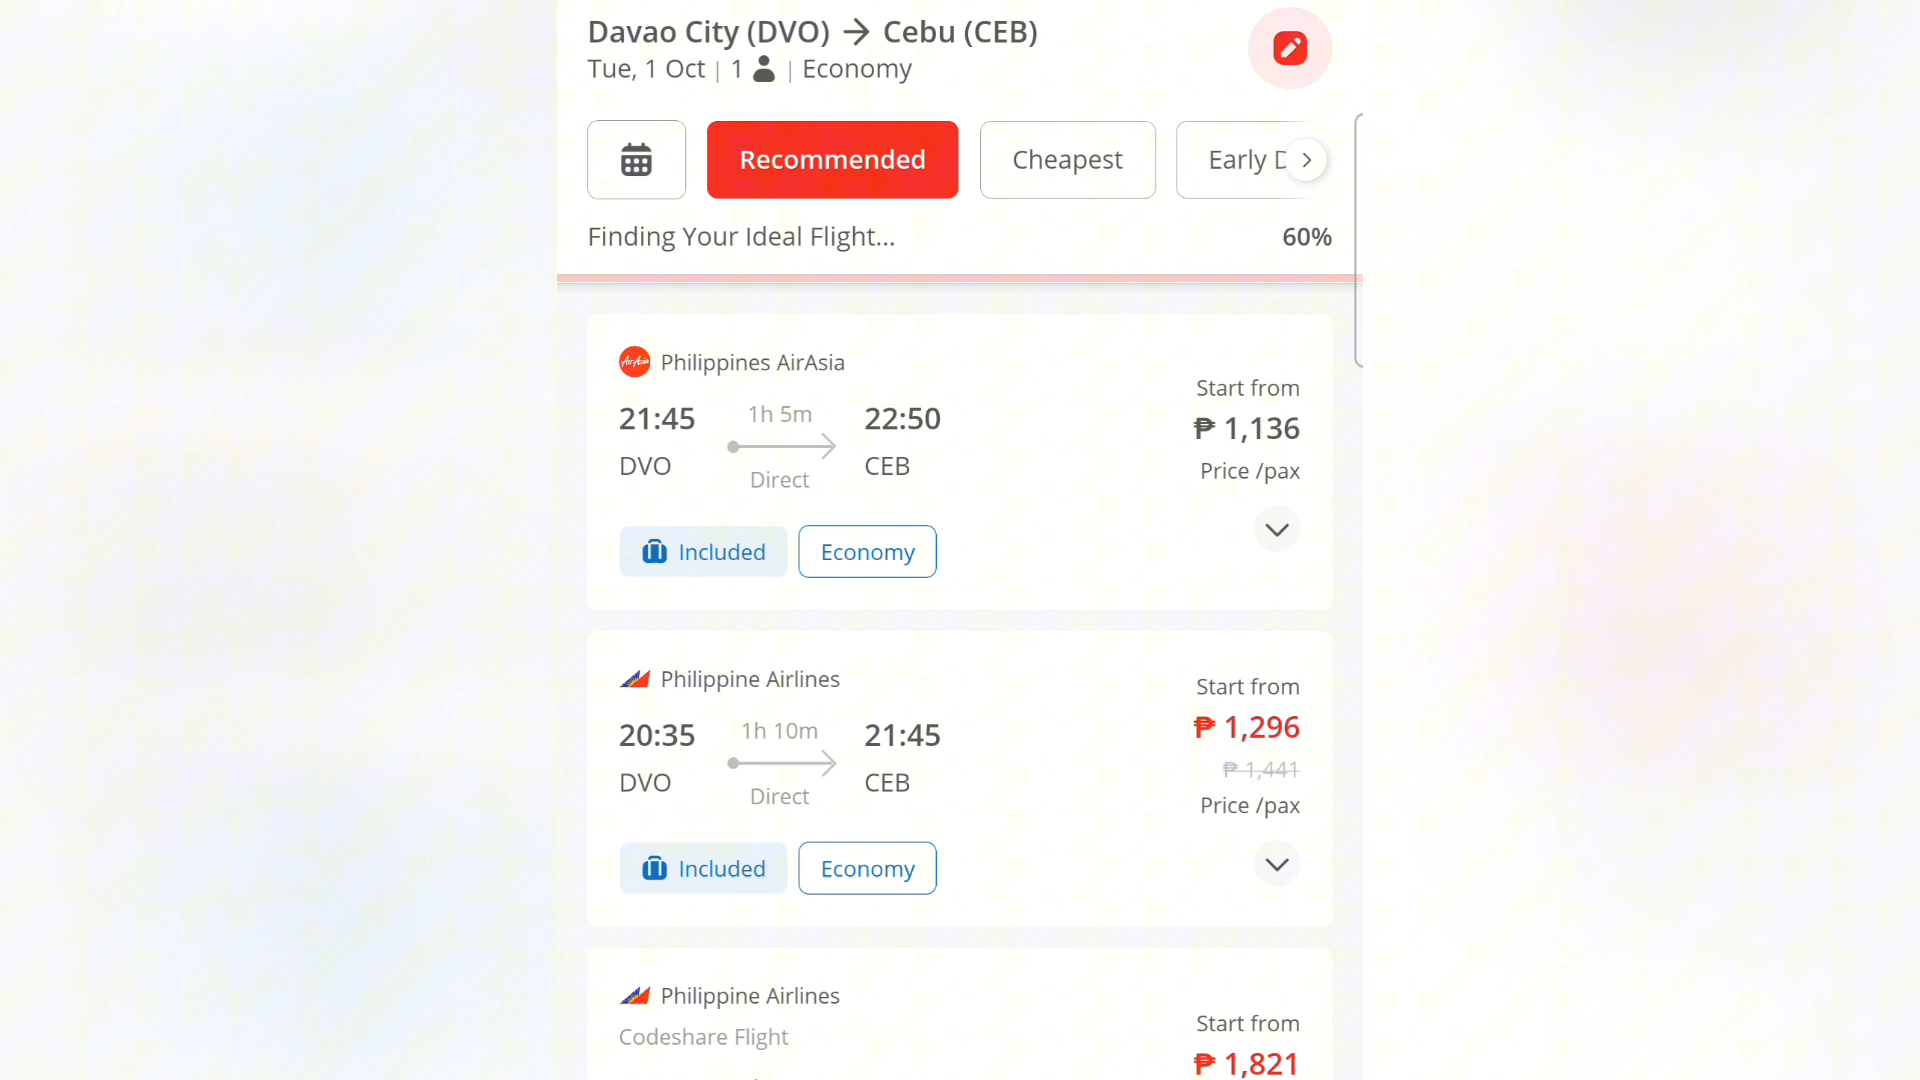 Davao City (DVO) → Cebu (CEB)
Tue, 1 Oct | 1 | Economy
Recommended
Cheapest
Early
Finding Your Ideal Flight...
60%
AirAsia
Philippines AirAsia
21:45
1h 5m
22:50
DVO
Direct
CEB
Start from
₱ 1,136
Price /pax
Included
Economy
Philippine Airlines
20:35
1h 10m
21:45
DVO
Direct
CEB
Start from
₱ 1,296
₱ 1,441
Price /pax
Included
Economy
Philippine Airlines
Codeshare Flight
Start from
₱ 1,821